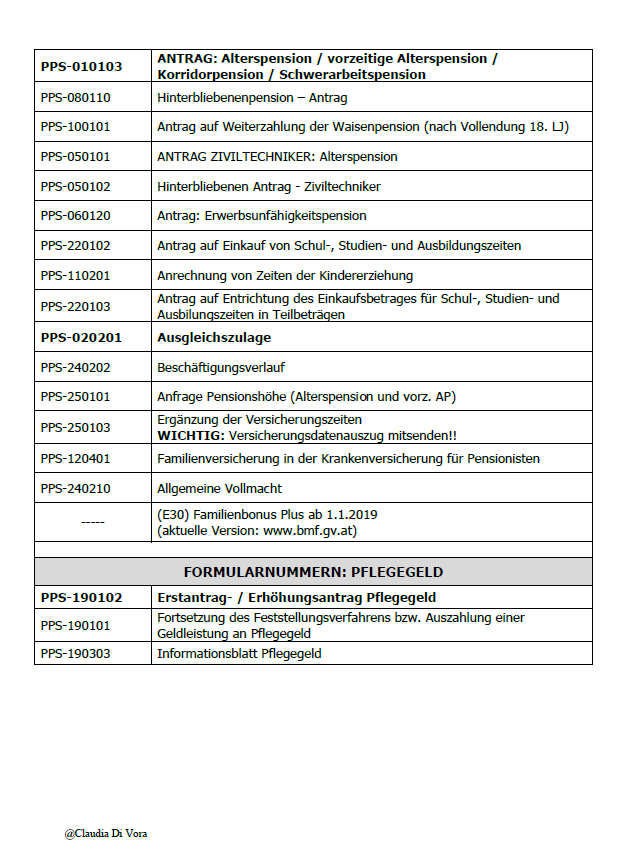 PPS-010103 ANTRAG: Alterspension / vorzeitige Alterspension /
Korridorpension / Schwerarbeitspension
PPS-080110 Hinterbliebenenpension – Antrag
PPS-100101 Antrag auf Weiterzahlung der Waisenpension (nach Vollendung 18. LJ)
PPS-050101 ANTRAG ZIVILTECHNIKER: Alterspension
PPS-050102 Hinterbliebenen Antrag - Ziviltechniker
PPS-060120 Antrag: Erwerbsunfähigkeitspension
PPS-220102 Antrag auf Einkauf von Schul-, Studien- und Ausbildungszeiten
PPS-110201 Anrechnung von Zeiten der Kindererziehung
PPS-220103 Antrag auf Entrichtung des Einkaufsbetrages für Schul-, Studien- und
Ausbilungszeiten in Teilbeträgen
PPS-020201 Ausgleichszulage
PPS-240202 Beschäftigungsverlauf
PPS-250101 Anfrage Pensionshöhe (Alterspension und vorz. AP)
PPS-250103 Ergänzung der Versicherungszeiten
WICHTIG: Versicherungsdatenauszug mitsenden!!
PPS-120401 Familienversicherung in der Krankenversicherung für Pensionisten
PPS-240210 Allgemeine Vollmacht
----- (E30) Familienbonus Plus ab 1.1.2019
(aktuelle Version: www.bmf.gv.at)
FORMULARNUMMERN: PFLEGEGELD
PPS-190102 Erstantrag- / Erhöhungsantrag Pflegegeld
PPS-190101 Fortsetzung des Feststellungsverfahrens bzw. Auszahlung einer
Geldleistung an Pflegegeld
PPS-190303 Informationsblatt Pflegegeld
@Claudia Di Vora